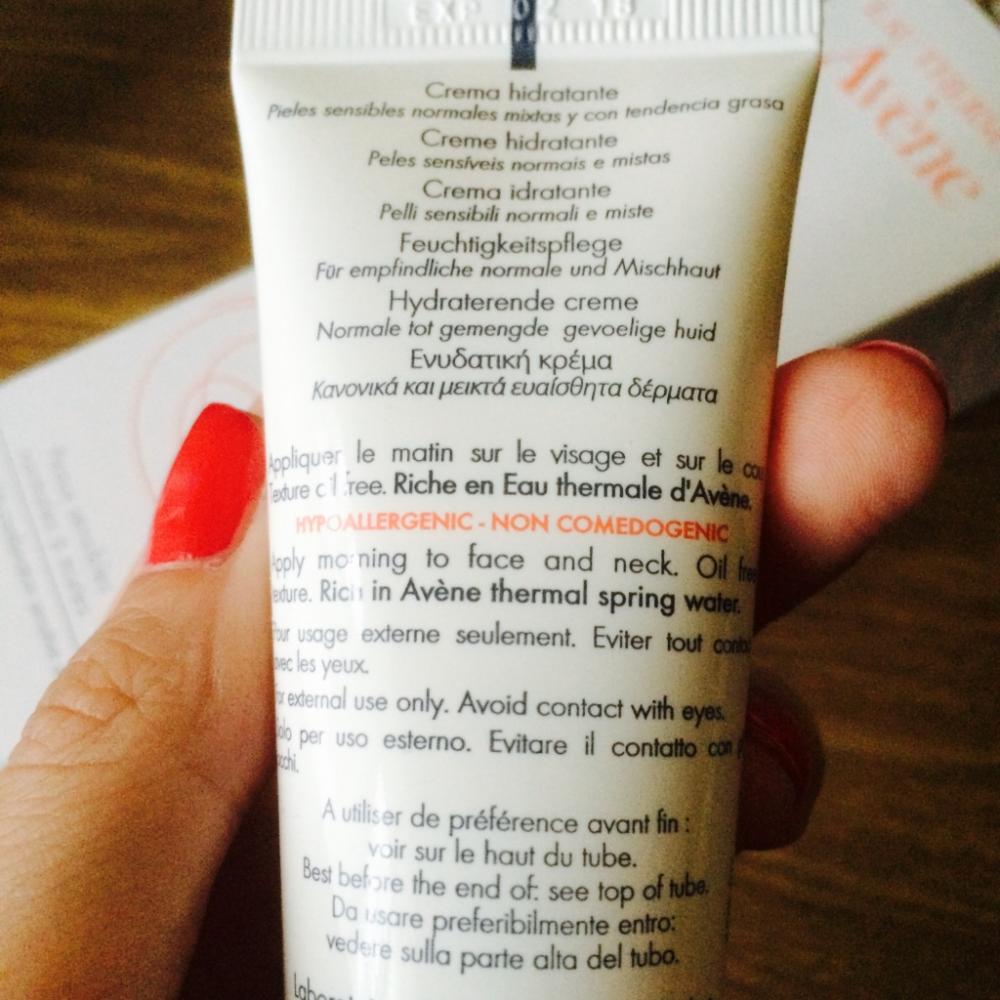 EXP 02 18
Avène
Crema hidratante
Pieles sensibles normales mixtas y con tendencia grasa
Creme hidratante
Peles sensíveis normais e mistas
Crema idratante
Pelli sensibili normali e miste
Feuchtigkeitspflege
Für empfindliche normale und Mischhaut
Hydraterende creme
Normale tot gemengde gevoelige huid
Ενυδατική κρέμα
Κανονικά και μεικτά ευαίσθητα δέρματα
Appliquer le matin sur le visage et sur le
free. Riche en Eau thermale d'Avène.
HYPOALLERGENIC - NON COMEDOGENIC
Apply morning to face and neck. Oil
Rich in Avène thermal spring water.
usage externe seulement. Eviter tout
les yeux.
external use only. Avoid contact with eyes.
per uso esterno. Evitare il contatto con
A utiliser de préférence avant fin :
voir sur le haut du tube.
Best before the end of: see top of tube.
Da usare preferibilmente entro:
vedere sulla parte alta del tubo.